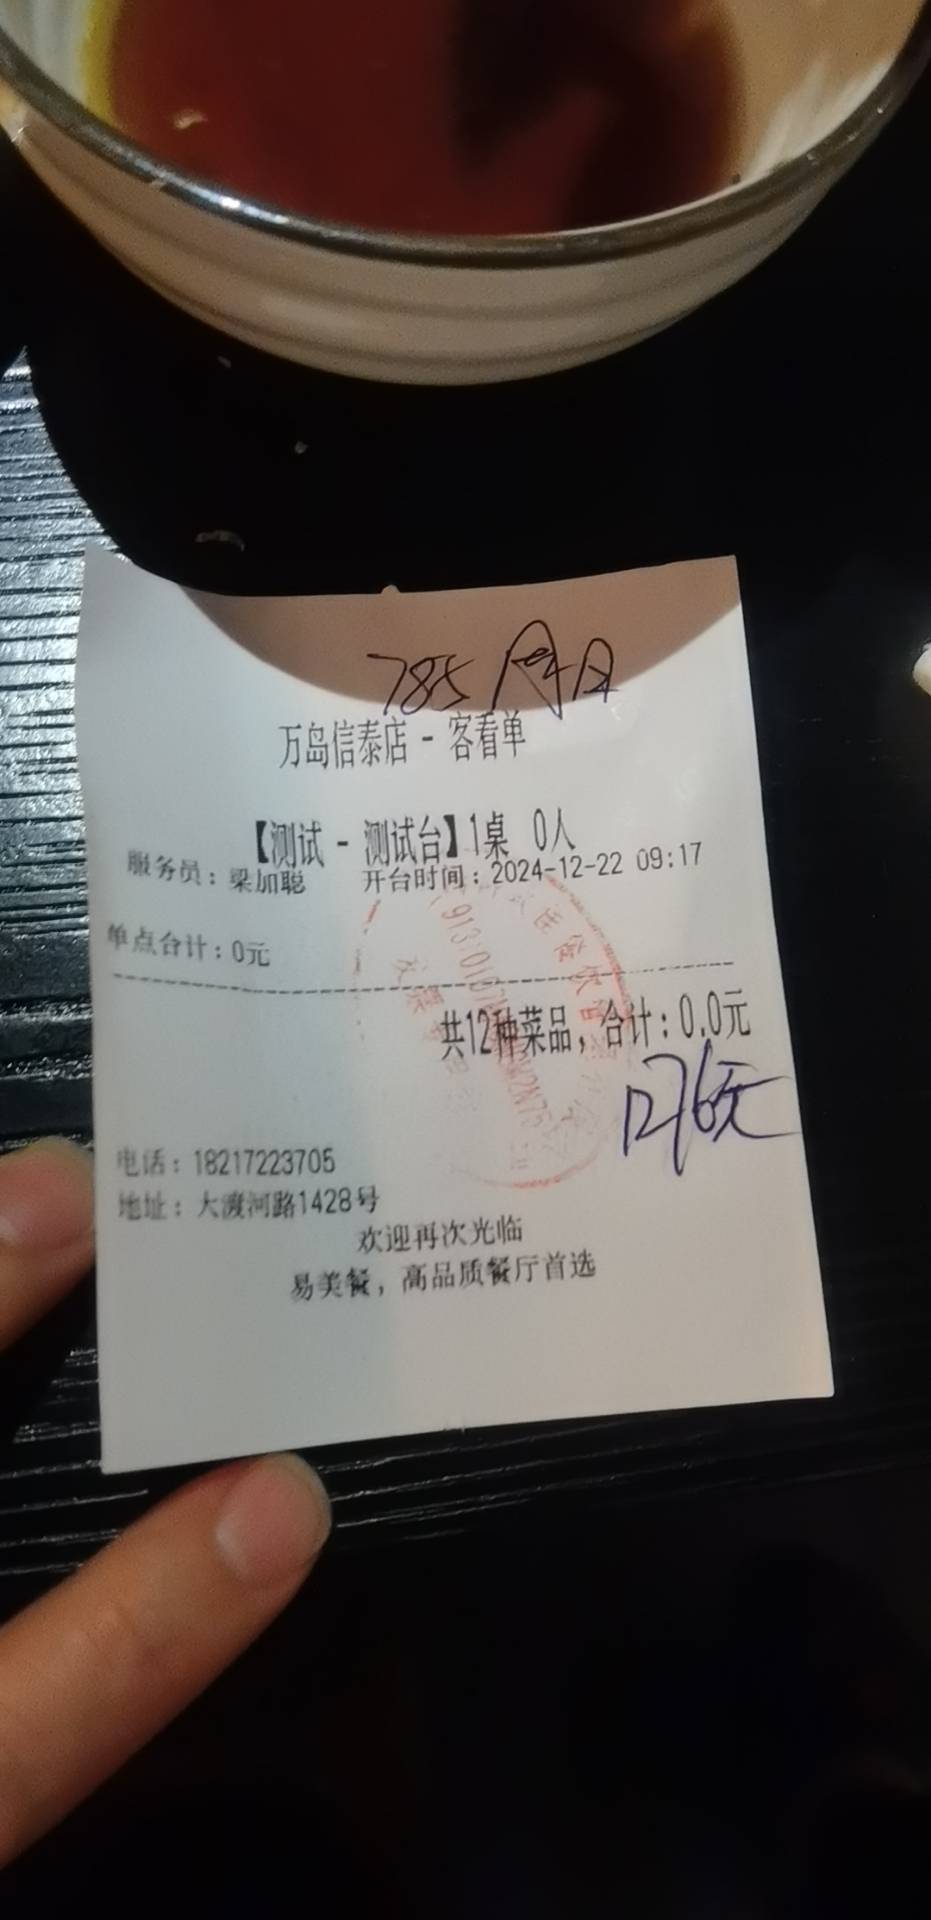 785
万岛信泰店 - 客看单
【测试 - 测试台】1桌 0人
服务员：梁加聪 开台时间：2024-12-22 09:17
单点合计：0元
共12种菜品，合计：0.0元
1276元
电话：18217223705
地址：大渡河路1428号
欢迎再次光临
易美餐，高品质餐厅首选